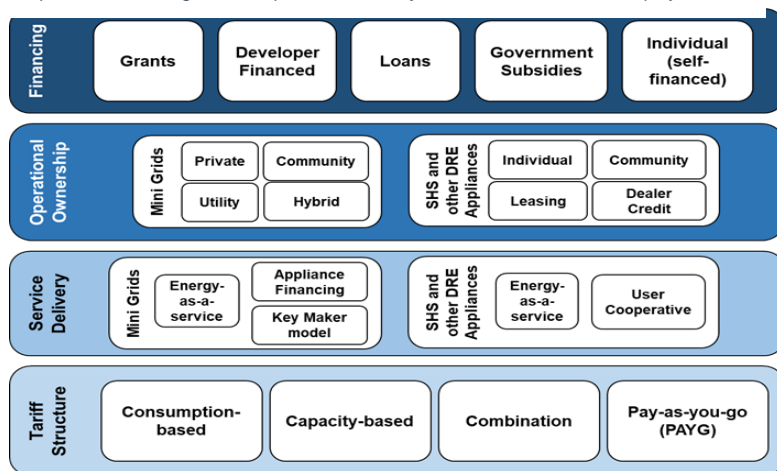 Financing
Grants
Developer
Financed
Loans
Government
Subsidies
Individual
(self-
financed)
Operational
Ownership
Mini Grids
Private
Community
Utility
Hybrid
SHS and
other DRE
Appliances
Individual
Community
Leasing
Dealer
Credit
Service
Delivery
Mini Grids
Energy-
as-a-
service
Appliance
Financing
Key Maker
model
SHS and
other DRE
Appliances
Energy-
as-a-
service
User
Cooperative
Tariff
Structure
Consumption-
based
Capacity-based
Combination
Pay-as-you-go
(PAYG)